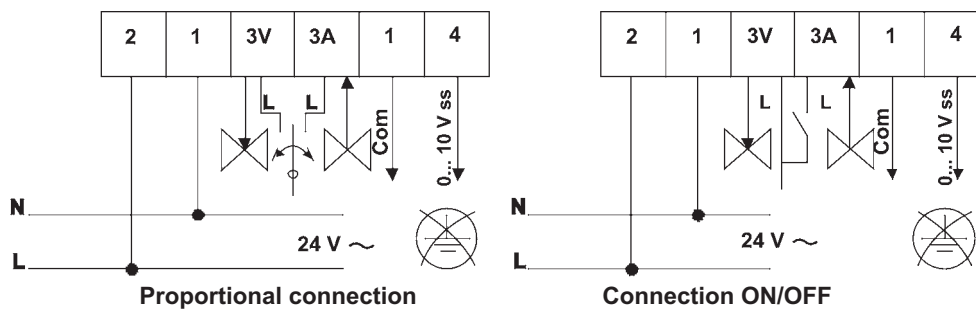 2 1 3V 3A 1 4
L L
Com
0... 10 V ss
N
24 V ~
L
Proportional connection
2 1 3V 3A 1 4
L L
Com
0... 10 V ss
N
24 V ~
L
Connection ON/OFF